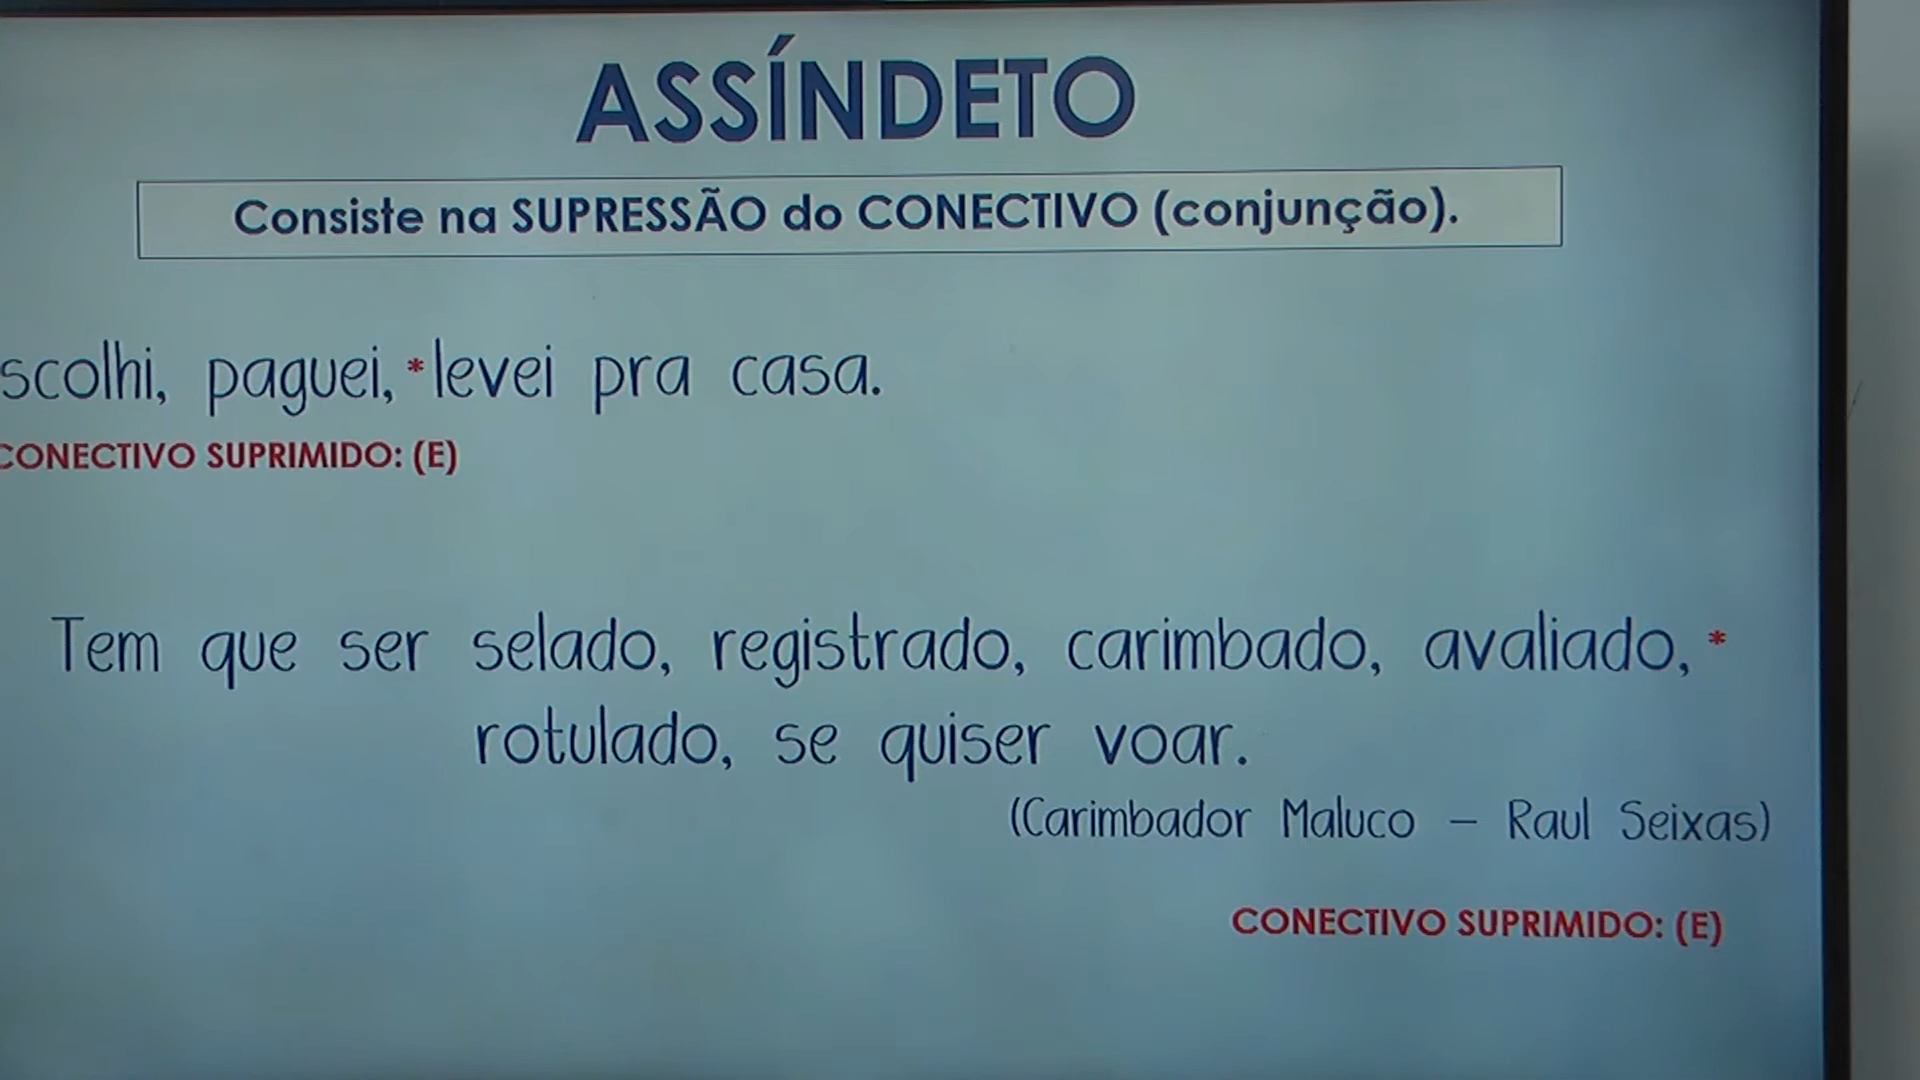 ASSÍNDETO
Consiste na SUPRESSÃO do CONECTIVO (conjunção).
scolhi, paguei, *levei pra casa.
CONECTIVO SUPRIMIDO: (E)
Tem que ser selado, registrado, carimbado, avaliado, *
rotulado, se quiser voar.
(Carimbador Maluco – Raul Seixas)
CONECTIVO SUPRIMIDO: (E)